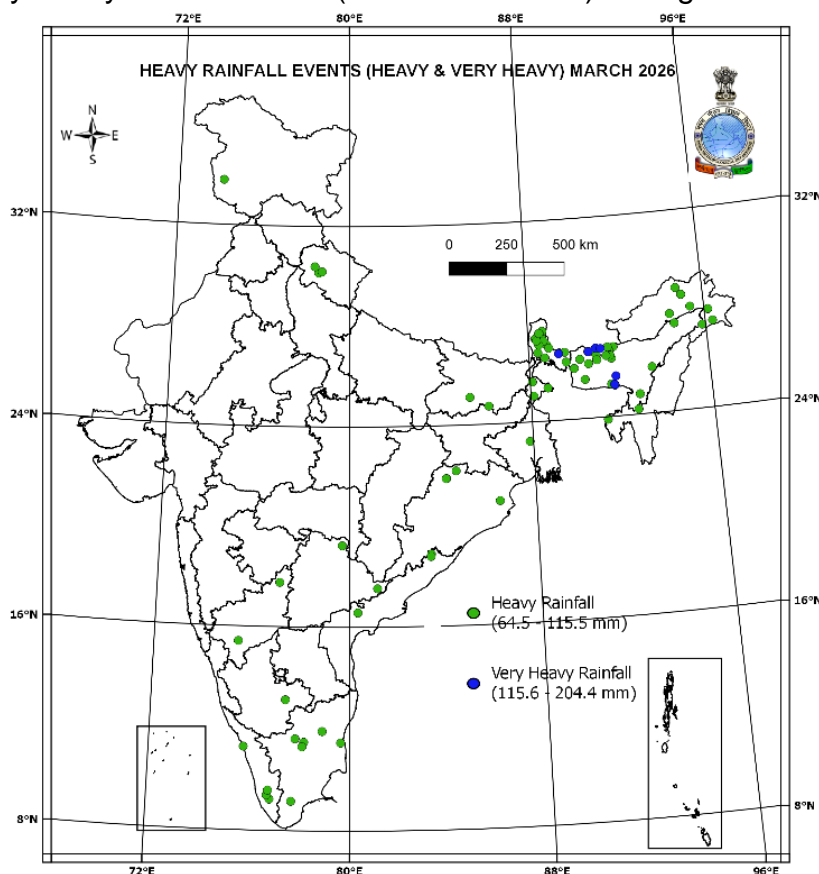 72°E 80°E 88°E 96°E
HEAVY RAINFALL EVENTS (HEAVY & VERY HEAVY) MARCH 2026
N
W E
S
32°N 32°N
0 250 500 km
24°N 24°N
16°N 16°N
Heavy Rainfall
(64.5 - 115.5 mm)
Very Heavy Rainfall
(115.6 - 204.4 mm)
8°N 8°N
72°E 80°E 88°E 96°E